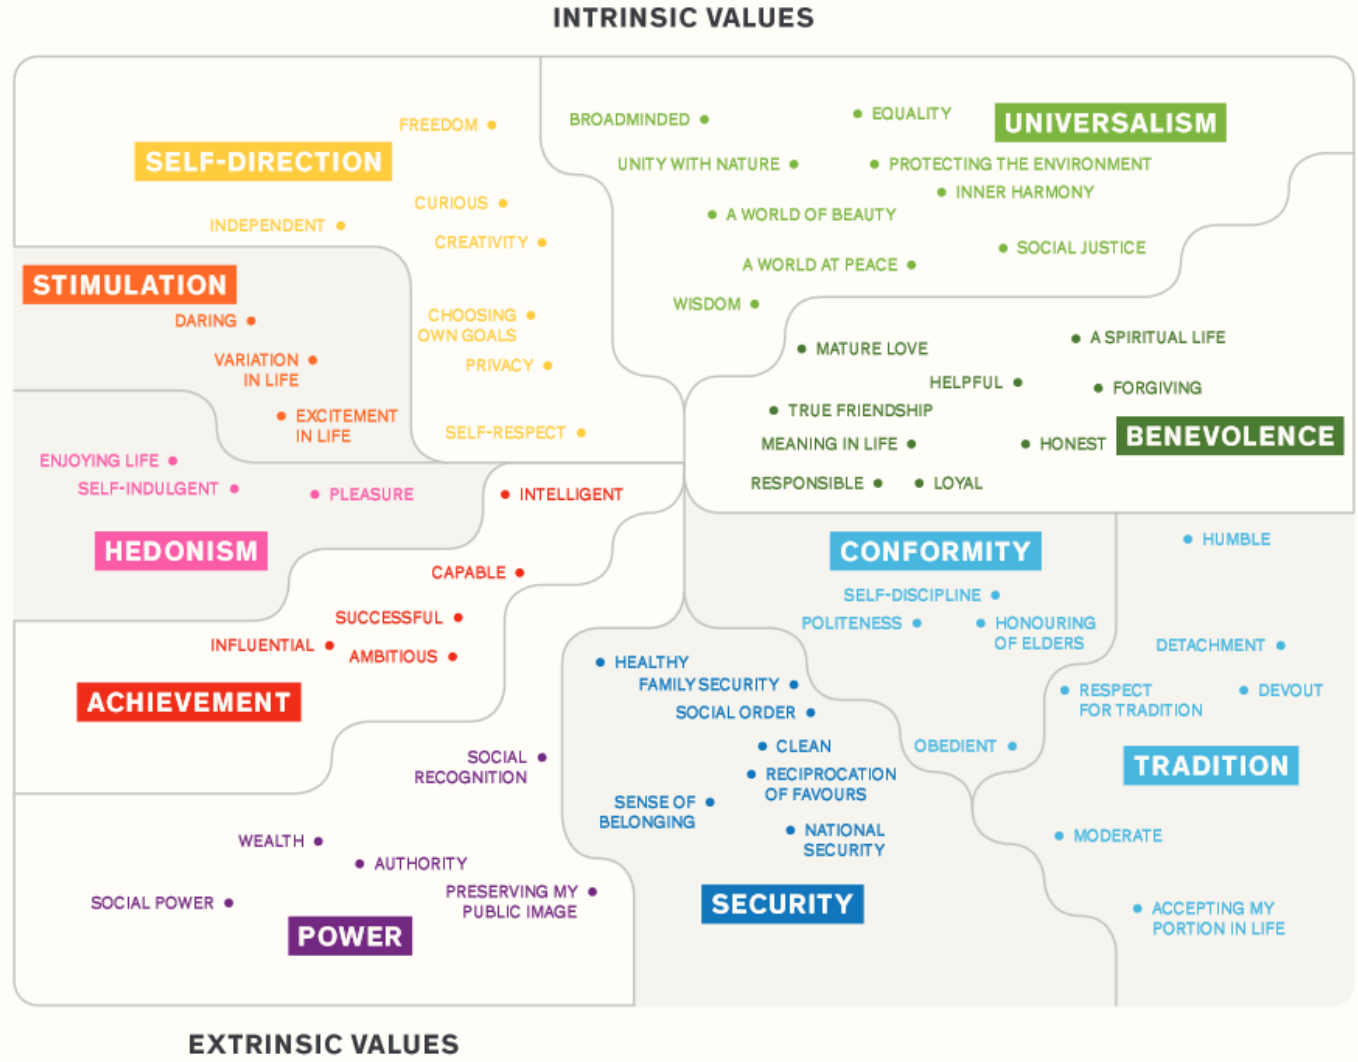 INTRINSIC VALUES
SELF-DIRECTION
FREEDOM
CURIOUS
INDEPENDENT
CREATIVITY
CHOOSING
OWN GOALS
PRIVACY
SELF-RESPECT
UNIVERSALISM
BROADMINDED
EQUALITY
UNITY WITH NATURE
PROTECTING THE ENVIRONMENT
INNER HARMONY
A WORLD OF BEAUTY
SOCIAL JUSTICE
A WORLD AT PEACE
WISDOM
STIMULATION
DARING
VARIATION
IN LIFE
EXCITEMENT
IN LIFE
BENEVOLENCE
A SPIRITUAL LIFE
MATURE LOVE
HELPFUL
FORGIVING
TRUE FRIENDSHIP
MEANING IN LIFE
HONEST
RESPONSIBLE
LOYAL
ENJOYING LIFE
SELF-INDULGENT
PLEASURE
HEDONISM
INTELLIGENT
CAPABLE
SUCCESSFUL
INFLUENTIAL
AMBITIOUS
ACHIEVEMENT
CONFORMITY
SELF-DISCIPLINE
POLITENESS
HONOURING
OF ELDERS
OBEDIENT
HUMBLE
DETACHMENT
RESPECT
FOR TRADITION
DEVOUT
TRADITION
MODERATE
ACCEPTING MY
PORTION IN LIFE
HEALTHY
FAMILY SECURITY
SOCIAL ORDER
CLEAN
RECIPROCATION
OF FAVOURS
SENSE OF
BELONGING
NATIONAL
SECURITY
SECURITY
SOCIAL
RECOGNITION
WEALTH
AUTHORITY
PRESERVING MY
PUBLIC IMAGE
SOCIAL POWER
POWER
EXTRINSIC VALUES